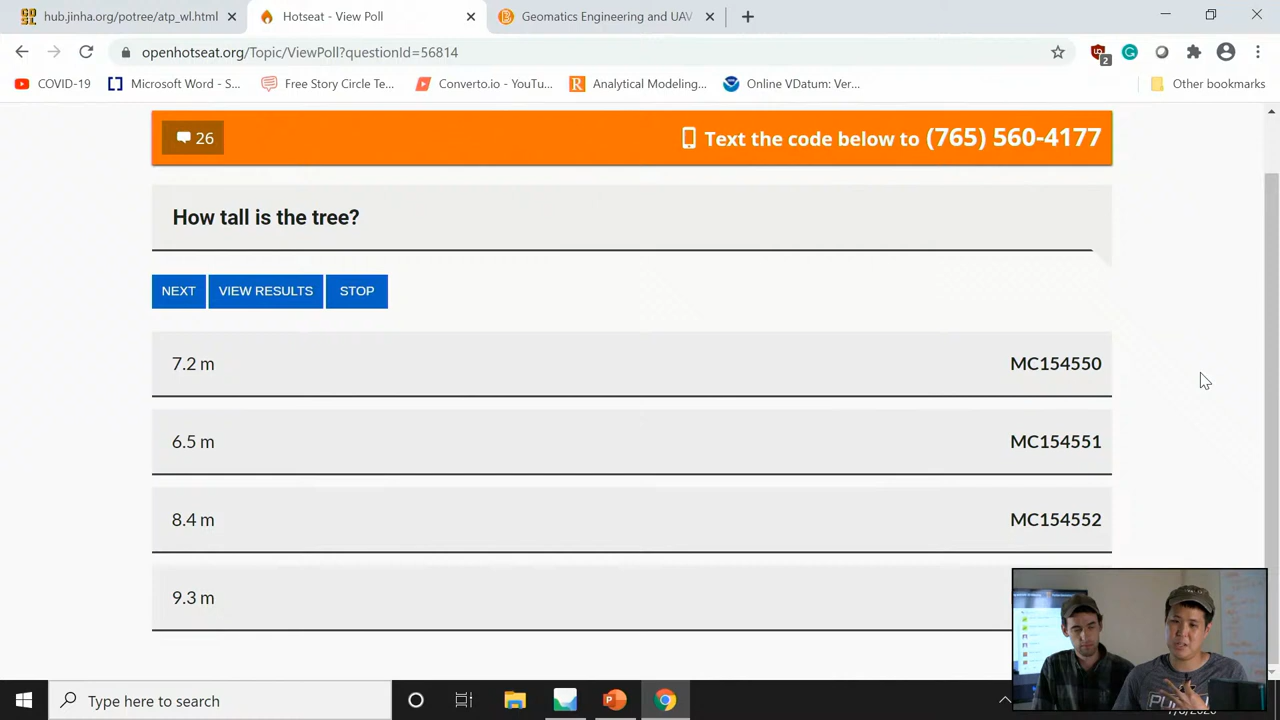 hub.jinha.org/potree/atp_wl.html
Hotseat - View Poll
Geomatics Engineering and UAV
openhotseat.org/Topic/ViewPoll?questionId=56814
2
COVID-19
Microsoft Word - S...
Free Story Circle Te...
Converto.io - YouTu...
Analytical Modeling...
Online VDatum: Ver...
Other bookmarks
26
Text the code below to (765) 560-4177
How tall is the tree?
NEXT
VIEW RESULTS
STOP
7.2 m
MC154550
6.5 m
MC154551
8.4 m
MC154552
9.3 m
Type here to search